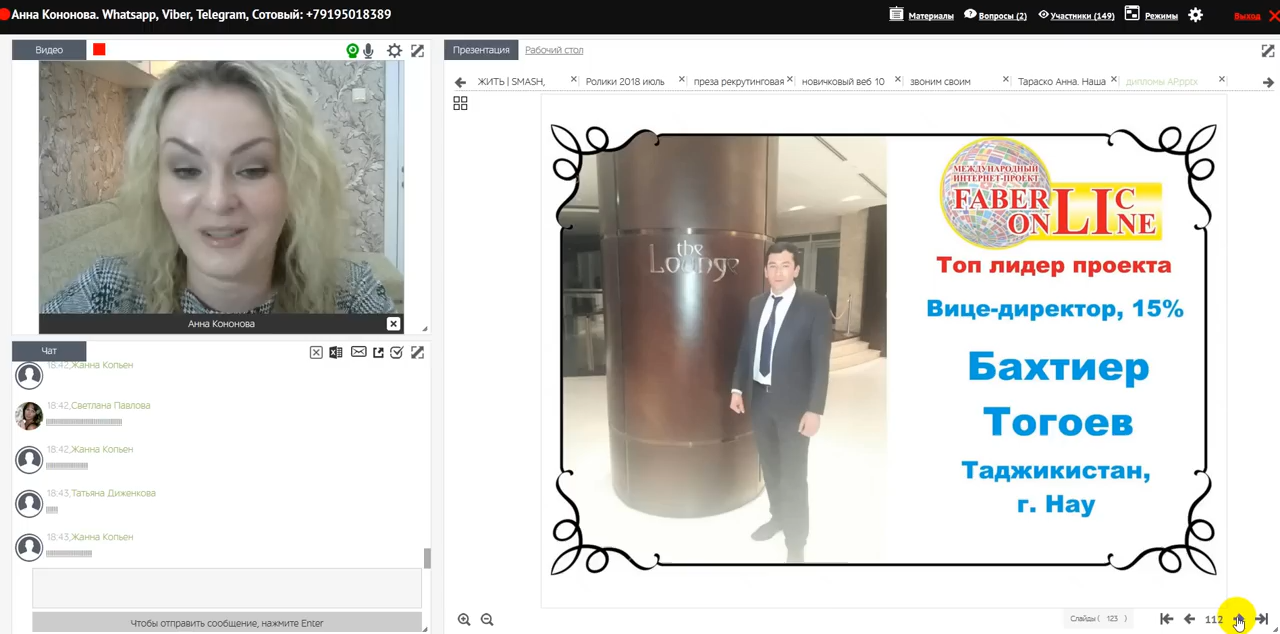 Анна Кононова. Whatsapp, Viber, Telegram, Сотовый: +79195018389
Материалы
Вопросы (2)
Участники (149)
Режимы
Выход
Видео
Анна Кононова
Чат
18:42, Жанна Копьен
18:42, Светлана Павлова
18:42, Жанна Копьен
18:43, Татьяна Диженкова
18:43, Жанна Копьен
Чтобы отправить сообщение, нажмите Enter
Презентация
Рабочий стол
ЖИТЬ | SMASH,
Ролики 2018 июль
преза рекрутинговая
новичковый веб 10
звоним своим
Тараско Анна. Наша
дипломы АР.pptx
the
Lounge
МЕЖДУНАРОДНЫЙ
ИНТЕРНЕТ-ПРОЕКТ
FABERLIC
ONLINE
Топ лидер проекта
Вице-директор, 15%
Бахтиер
Тогоев
Таджикистан,
г. Нау
Слайды ( 123 )
112